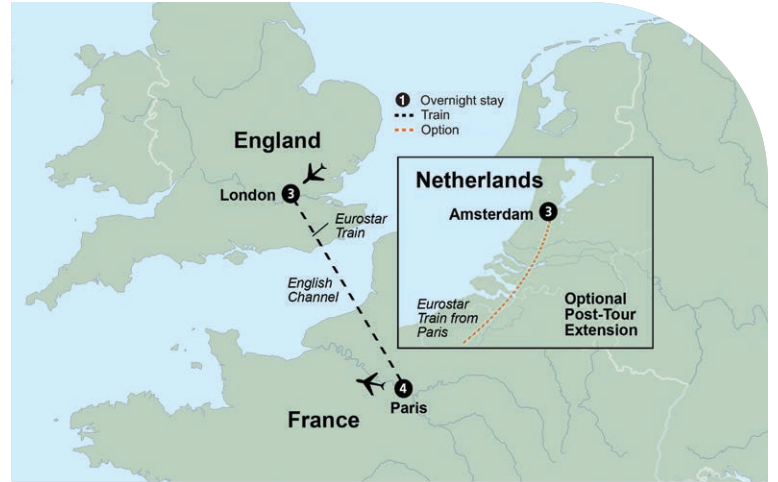 1 Overnight stay
Train
Option
England
London 3
Eurostar
Train
English
Channel
Netherlands
Amsterdam 3
Eurostar
Train from
Paris
Optional
Post-Tour
Extension
4
Paris
France